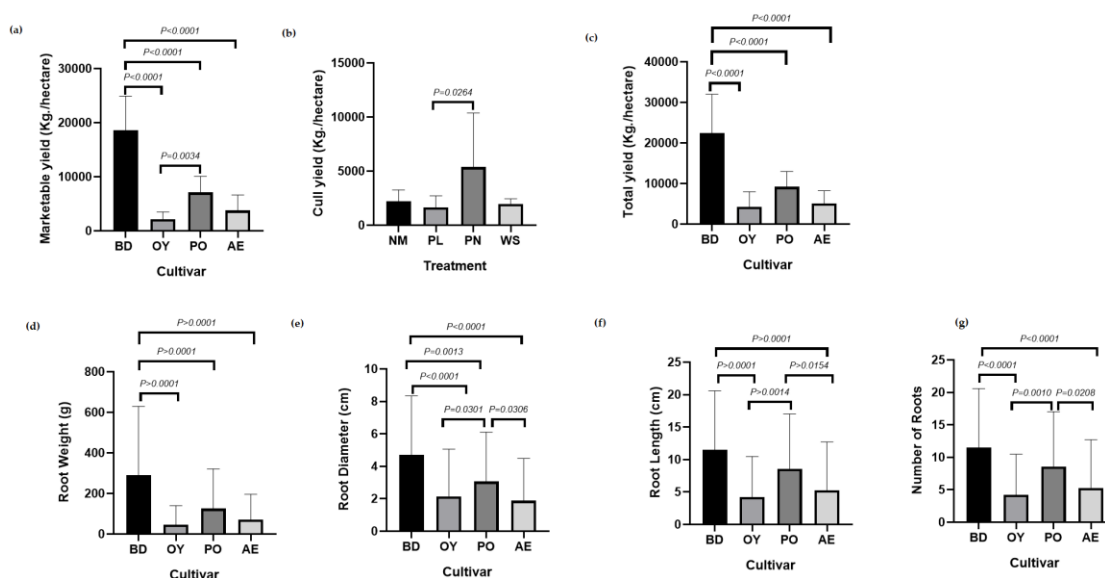 (a)
P<0.0001
P<0.0001
P<0.0001
P=0.0034
30000
20000
10000
0
Marketable yield (Kg./hectare)
BD OY PO AE
Cultivar
(b)
P=0.0264
15000
10000
5000
0
Cull yield (Kg./hectare)
NM PL PN WS
Treatment
(c)
P<0.0001
P<0.0001
P<0.0001
40000
30000
20000
10000
0
Total yield (Kg./hectare)
BD OY PO AE
Cultivar
(d)
P>0.0001
P>0.0001
P>0.0001
800
600
400
200
0
Root Weight (g)
BD OY PO AE
Cultivar
(e)
P<0.0001
P=0.0013
P<0.0001
P=0.0301 P=0.0306
10
8
6
4
2
0
Root Diameter (cm)
BD OY PO AE
Cultivar
(f)
P>0.0001
P>0.0001 P>0.0154
P>0.0014
25
20
15
10
5
0
Root Length (cm)
BD OY PO AE
Cultivar
(g)
P<0.0001
P<0.0001
P=0.0010 P=0.0208
25
20
15
10
5
0
Number of Roots
BD OY PO AE
Cultivar